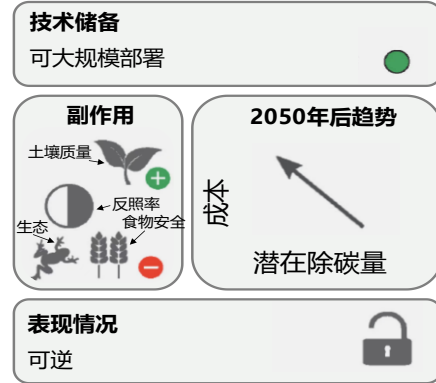 技术储备
可大规模部署
副作用
土壤质量
反照率
食物安全
生态
2050年后趋势
成本
潜在除碳量
表现情况
可逆